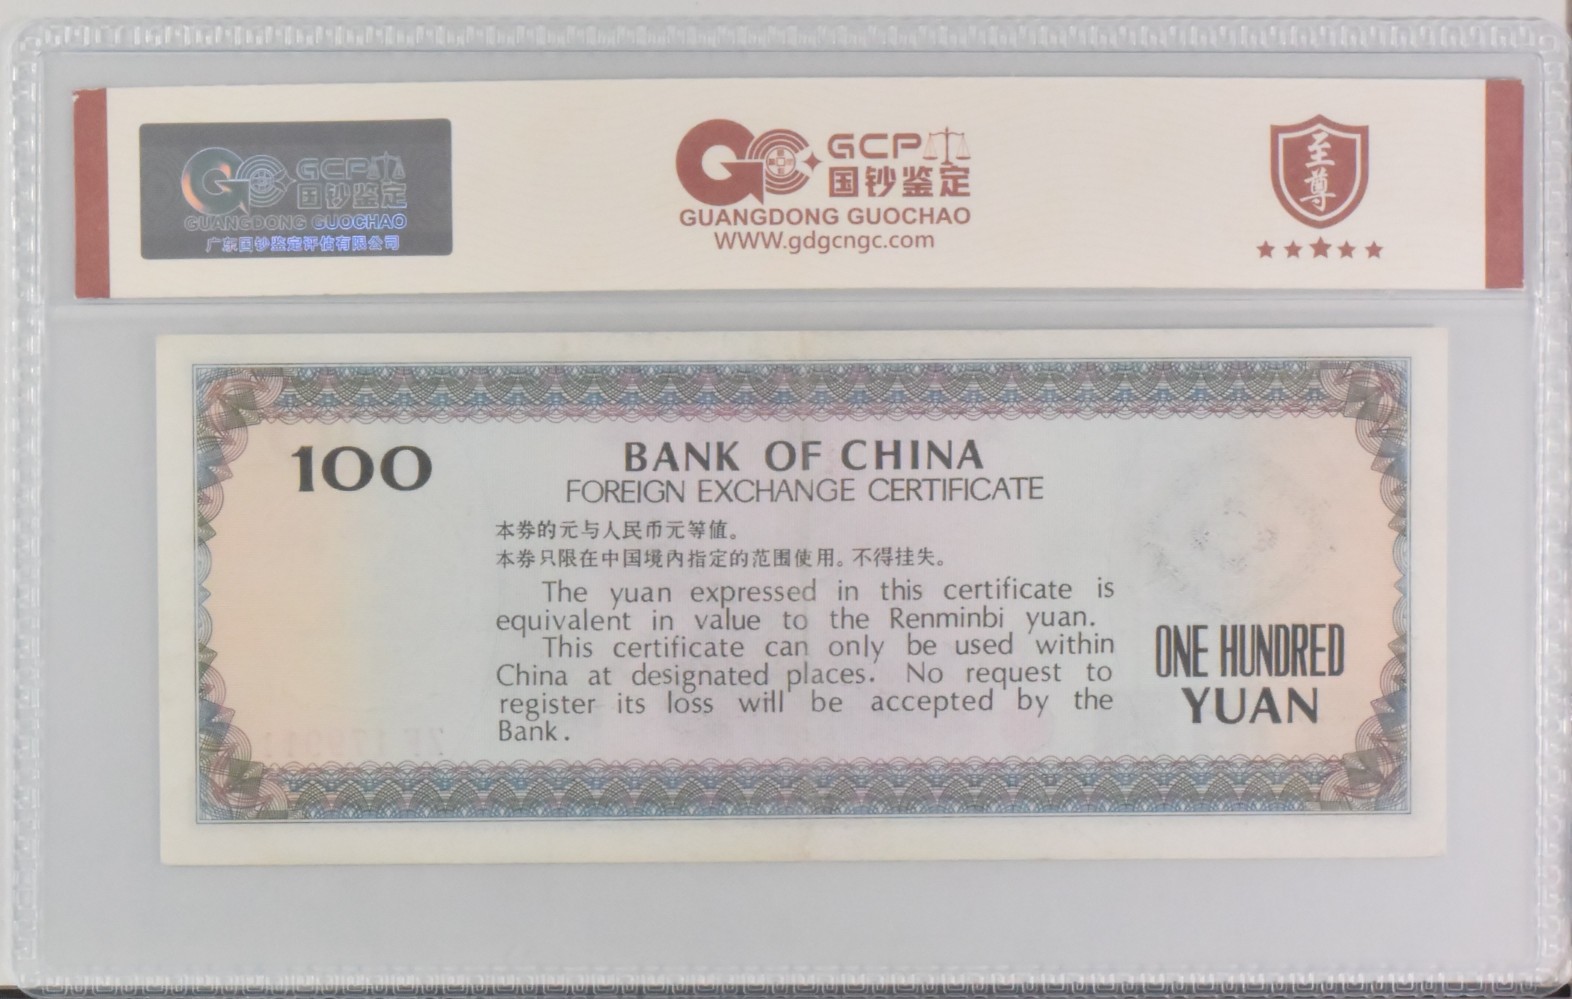 GCP
国钞鉴定
GUANGDONG GUOCHAO
广东国钞鉴定评估有限公司
GCP
国钞鉴定
GUANGDONG GUOCHAO
WWW.gdgcngc.com
至尊
100
BANK OF CHINA
FOREIGN EXCHANGE CERTIFICATE
本券的元与人民币元等值。
本券只限在中国境内指定的范围使用。不得挂失。
The yuan expressed in this certificate is
equivalent in value to the Renminbi yuan.
This certificate can only be used within
China at designated places. No request to
register its loss will be accepted by the
Bank.
ONE HUNDRED
YUAN